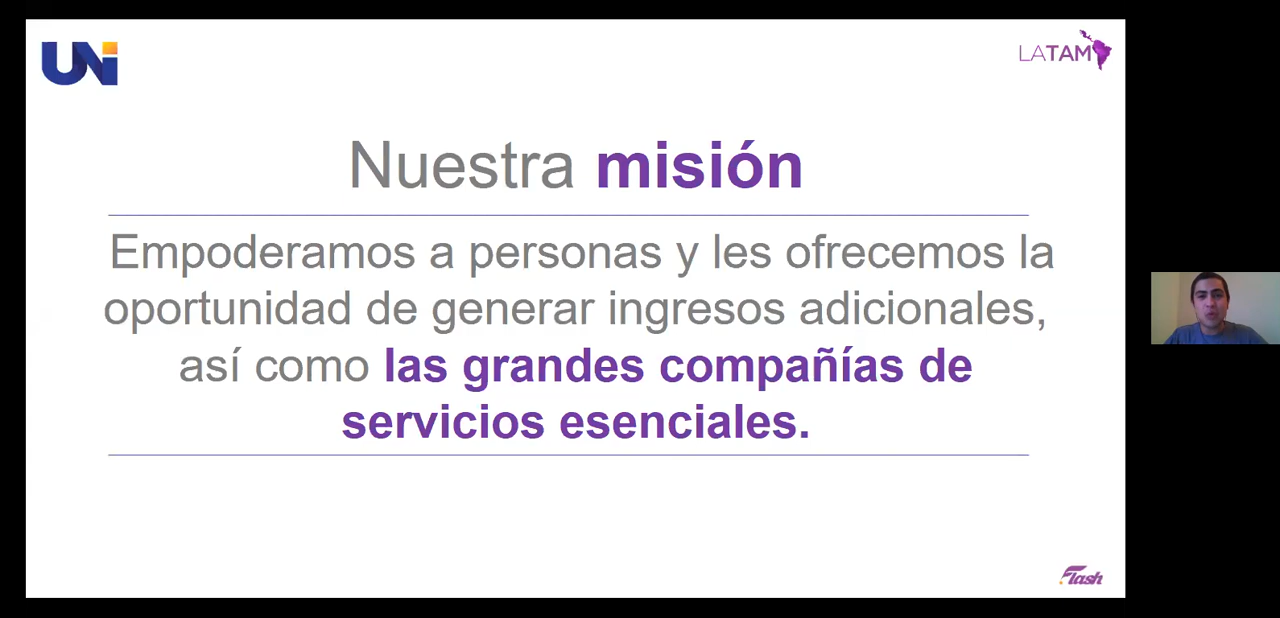 UNi
LATAM
Nuestra misión
Empoderamos a personas y les ofrecemos la
oportunidad de generar ingresos adicionales,
así como las grandes compañías de
servicios esenciales.
Flash